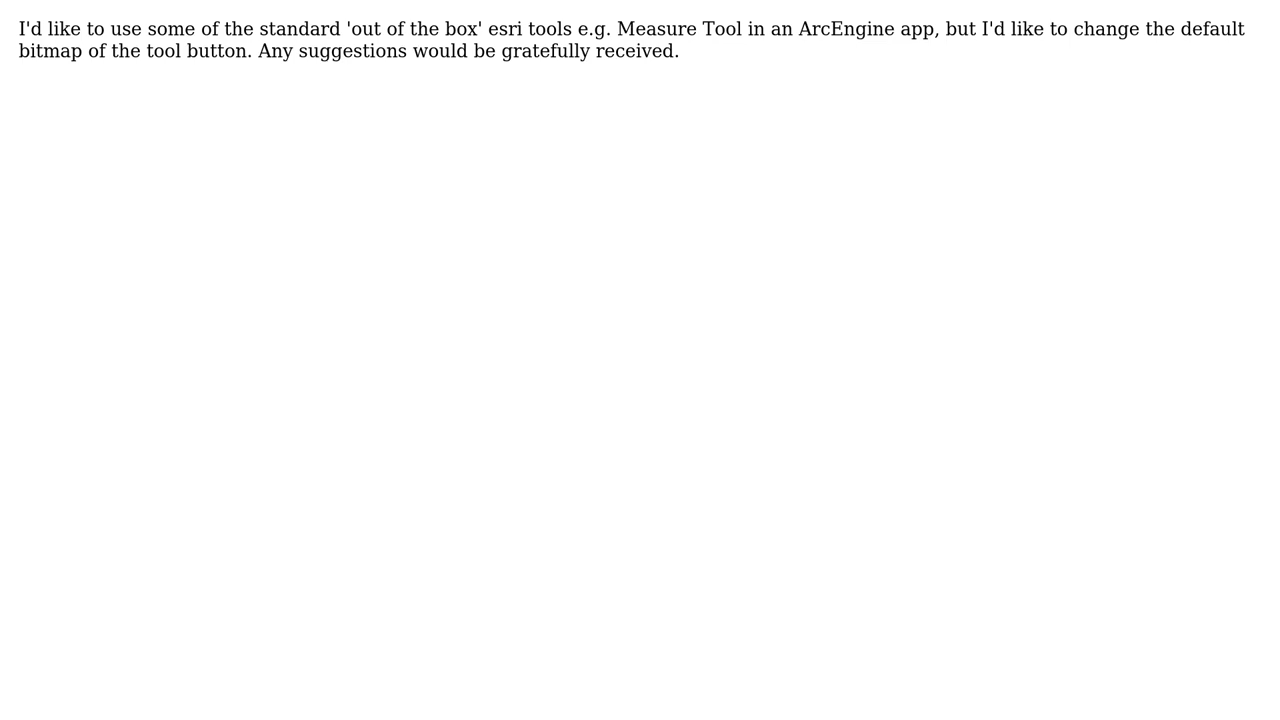 I'd like to use some of the standard 'out of the box' esri tools e.g. Measure Tool in an ArcEngine app, but I'd like to change the default
bitmap of the tool button. Any suggestions would be gratefully received.